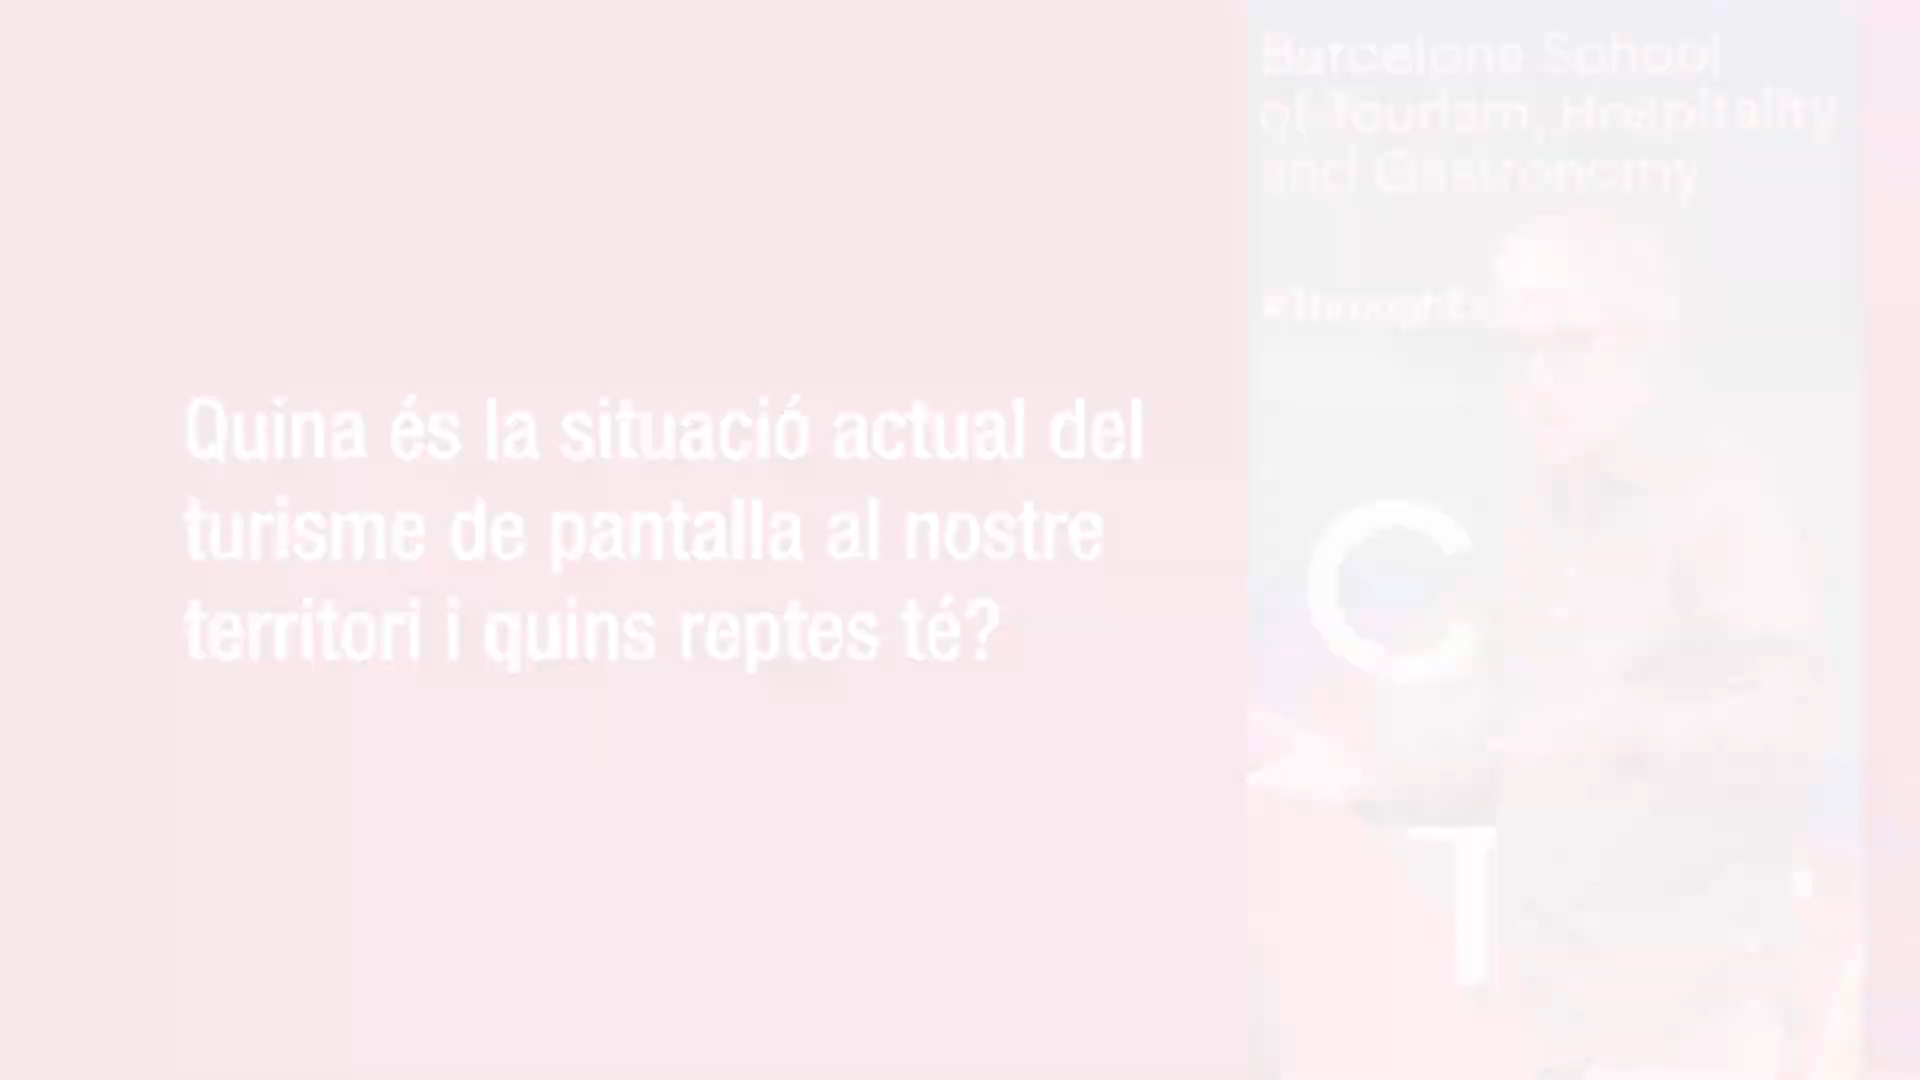 Quina és la situació actual del
turisme de pantalla al nostre
territori i quins reptes té?
Barcelona School
of Tourism, Hospitality
and Gastronomy
C
T